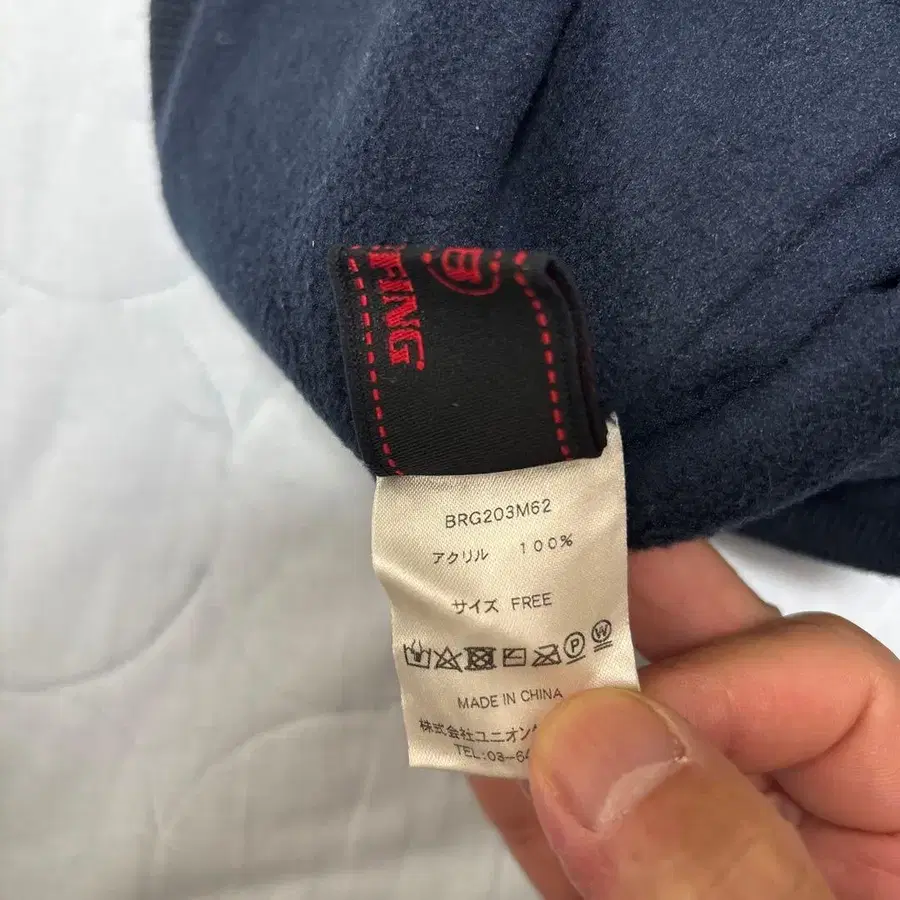 FING
B
BRG203M62
アクリル 100%
サイズ FREE
P W
MADE IN CHINA
株式会社ユニオン
TEL:03-6